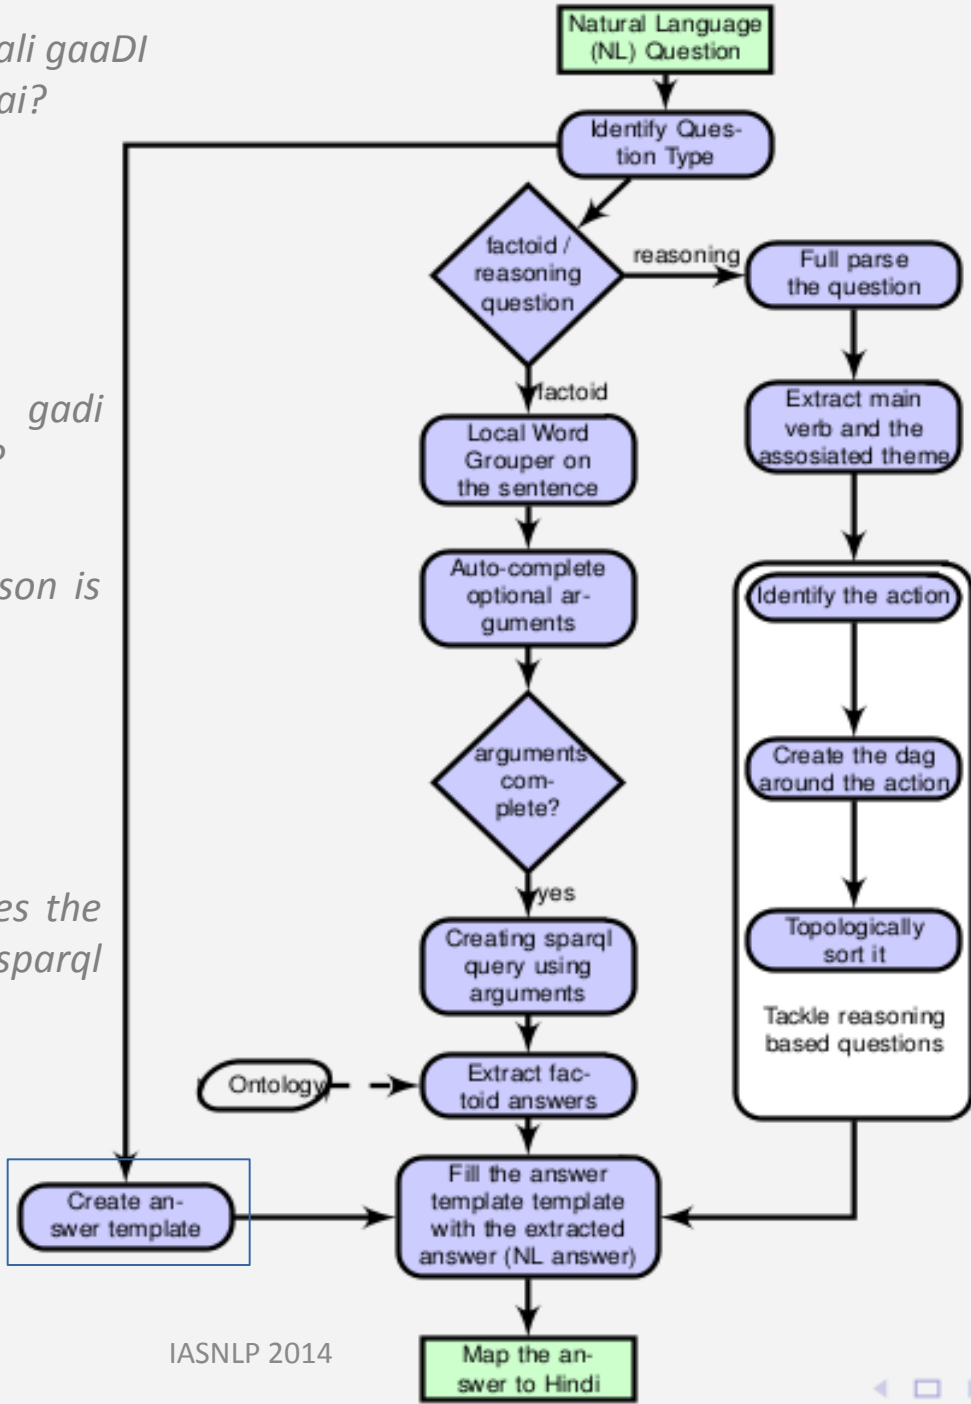 ali gaaDI
ai?
gadi
?
son is
es the
sparql
Natural Language
(NL) Question
Identify Ques-
tion Type
factoid /
reasoning
question
reasoning
Full parse
the question
factoid
Extract main
verb and the
assosiated theme
Local Word
Grouper on
the sentence
Auto-complete
optional ar-
guments
Identify the action
arguments
com-
plete?
Create the dag
around the action
yes
Creating sparql
query using
arguments
Topologically
sort it
Tackle reasoning
based questions
Ontology
Extract fac-
toid answers
Create an-
swer template
Fill the answer
template template
with the extracted
answer (NL answer)
Map the an-
swer to Hindi
IASNLP 2014